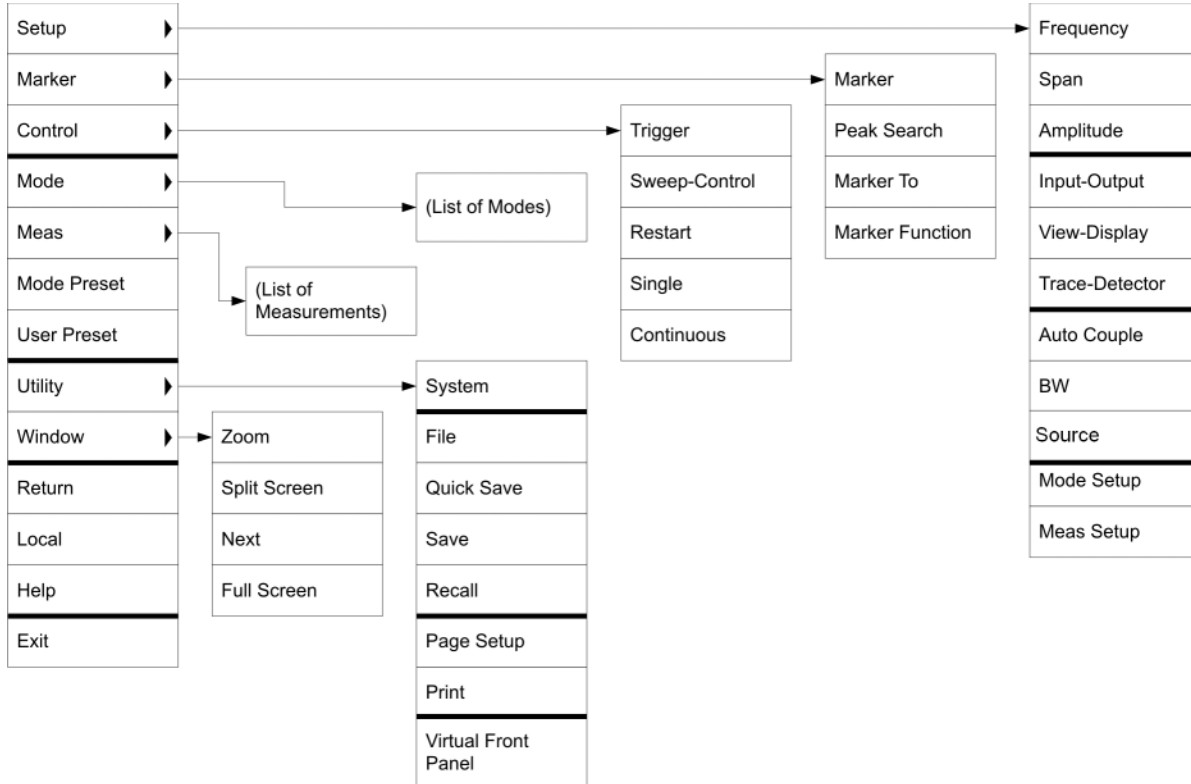 Setup
Marker
Control
Mode
Meas
Mode Preset
User Preset
Utility
Window
Return
Local
Help
Exit
Zoom
Split Screen
Next
Full Screen
(List of
Measurements)
(List of Modes)
System
File
Quick Save
Save
Recall
Page Setup
Print
Virtual Front
Panel
Trigger
Sweep-Control
Restart
Single
Continuous
Marker
Peak Search
Marker To
Marker Function
Frequency
Span
Amplitude
Input-Output
View-Display
Trace-Detector
Auto Couple
BW
Source
Mode Setup
Meas Setup